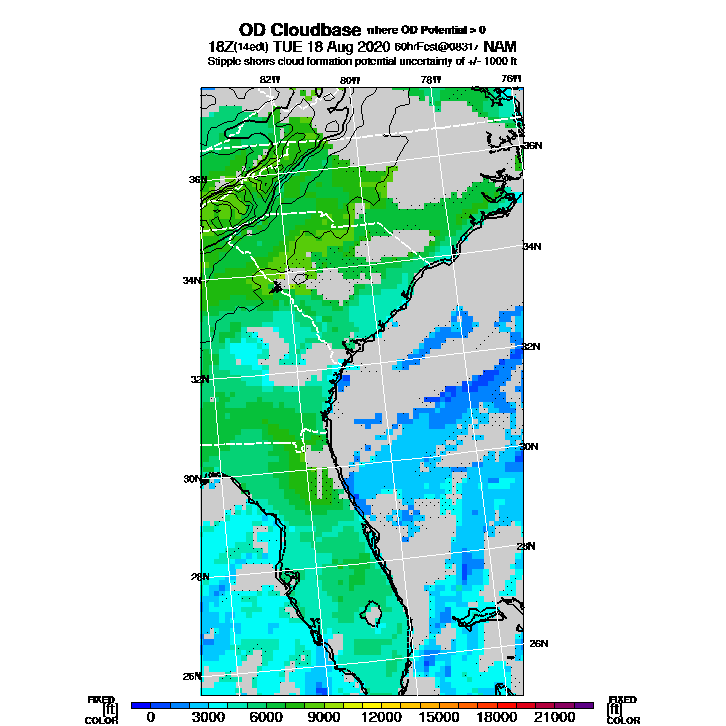 OD Cloudbase where OD Potential > 0
18Z(14edt) TUE 18 Aug 2020 60hrFcst@0831z NAM
Stipple shows cloud formation potential uncertainty of +/- 1000 ft
82W 80W 78W 76W
36N
36N
34N
34N
32N
32N
30N
30N
28N
28N
26N
26N
FIXED FIXED
[ft] [ft]
COLOR 0 3000 6000 9000 12000 15000 18000 21000 COLOR